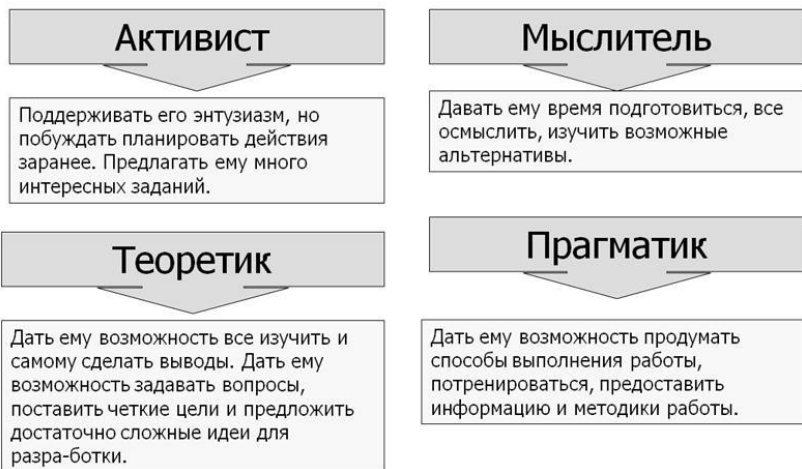 Активист
Поддерживать его энтузиазм, но
побуждать планировать действия
заранее. Предлагать ему много
интересных заданий.
Мыслитель
Давать ему время подготовиться, все
осмыслить, изучить возможные
альтернативы.
Теоретик
Дать ему возможность все изучить и
самому сделать выводы. Дать ему
возможность задавать вопросы,
поставить четкие цели и предложить
достаточно сложные идеи для
разра-ботки.
Прагматик
Дать ему возможность продумать
способы выполнения работы,
потренироваться, предоставить
информацию и методики работы.